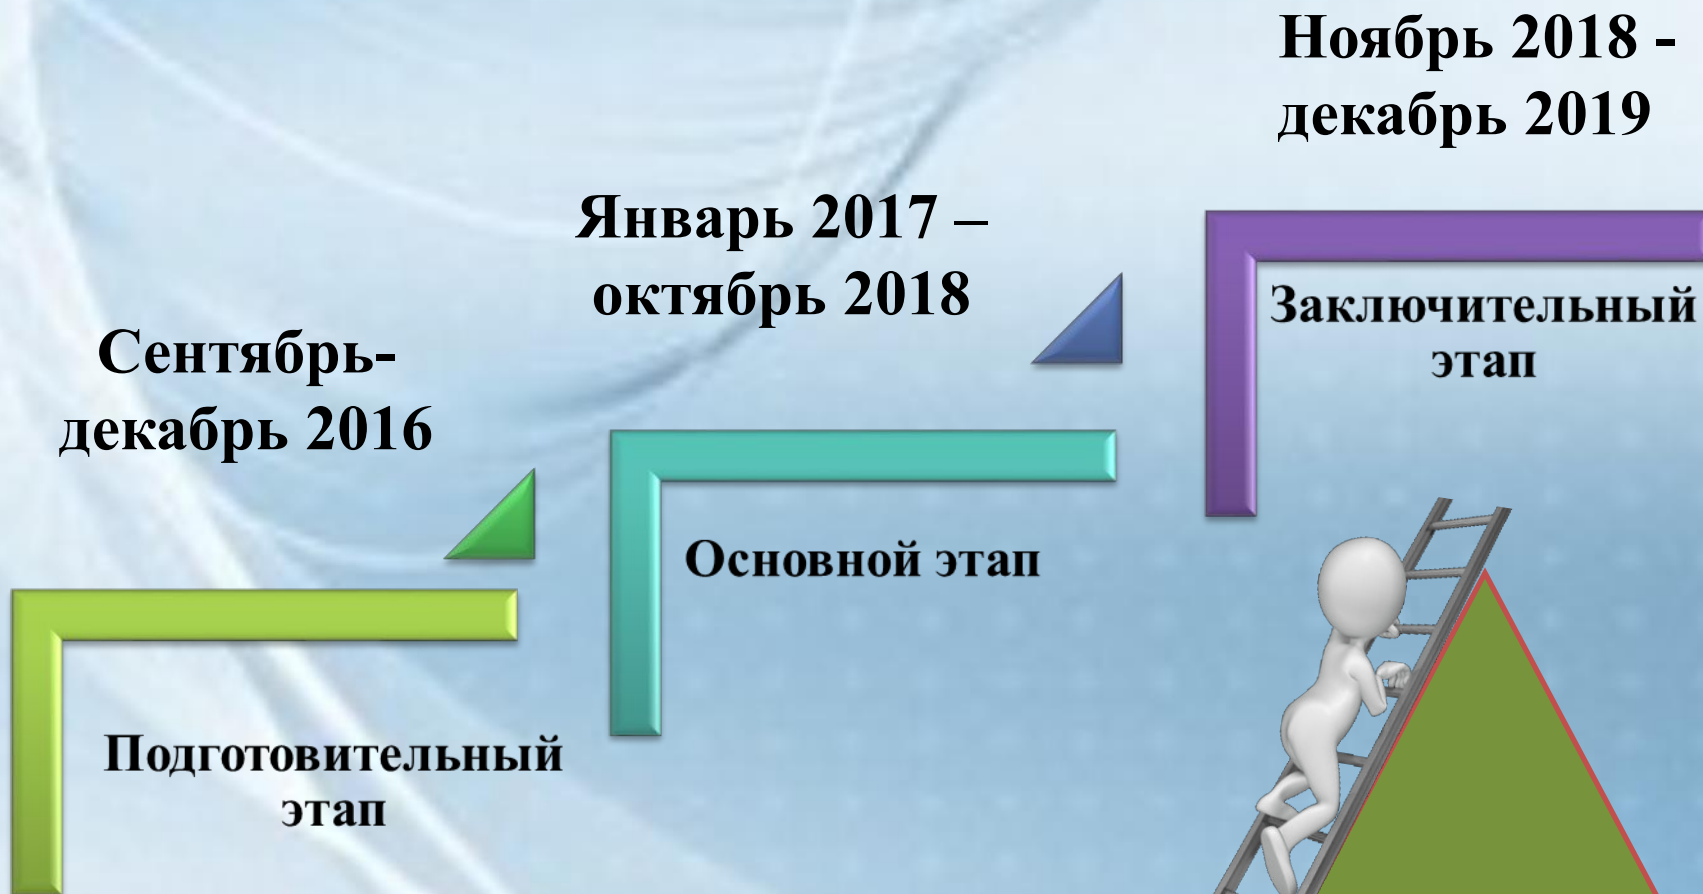 Сентябрь-
декабрь 2016
Подготовительный
этап
Январь 2017 –
октябрь 2018
Основной этап
Ноябрь 2018 -
декабрь 2019
Заключительный
этап